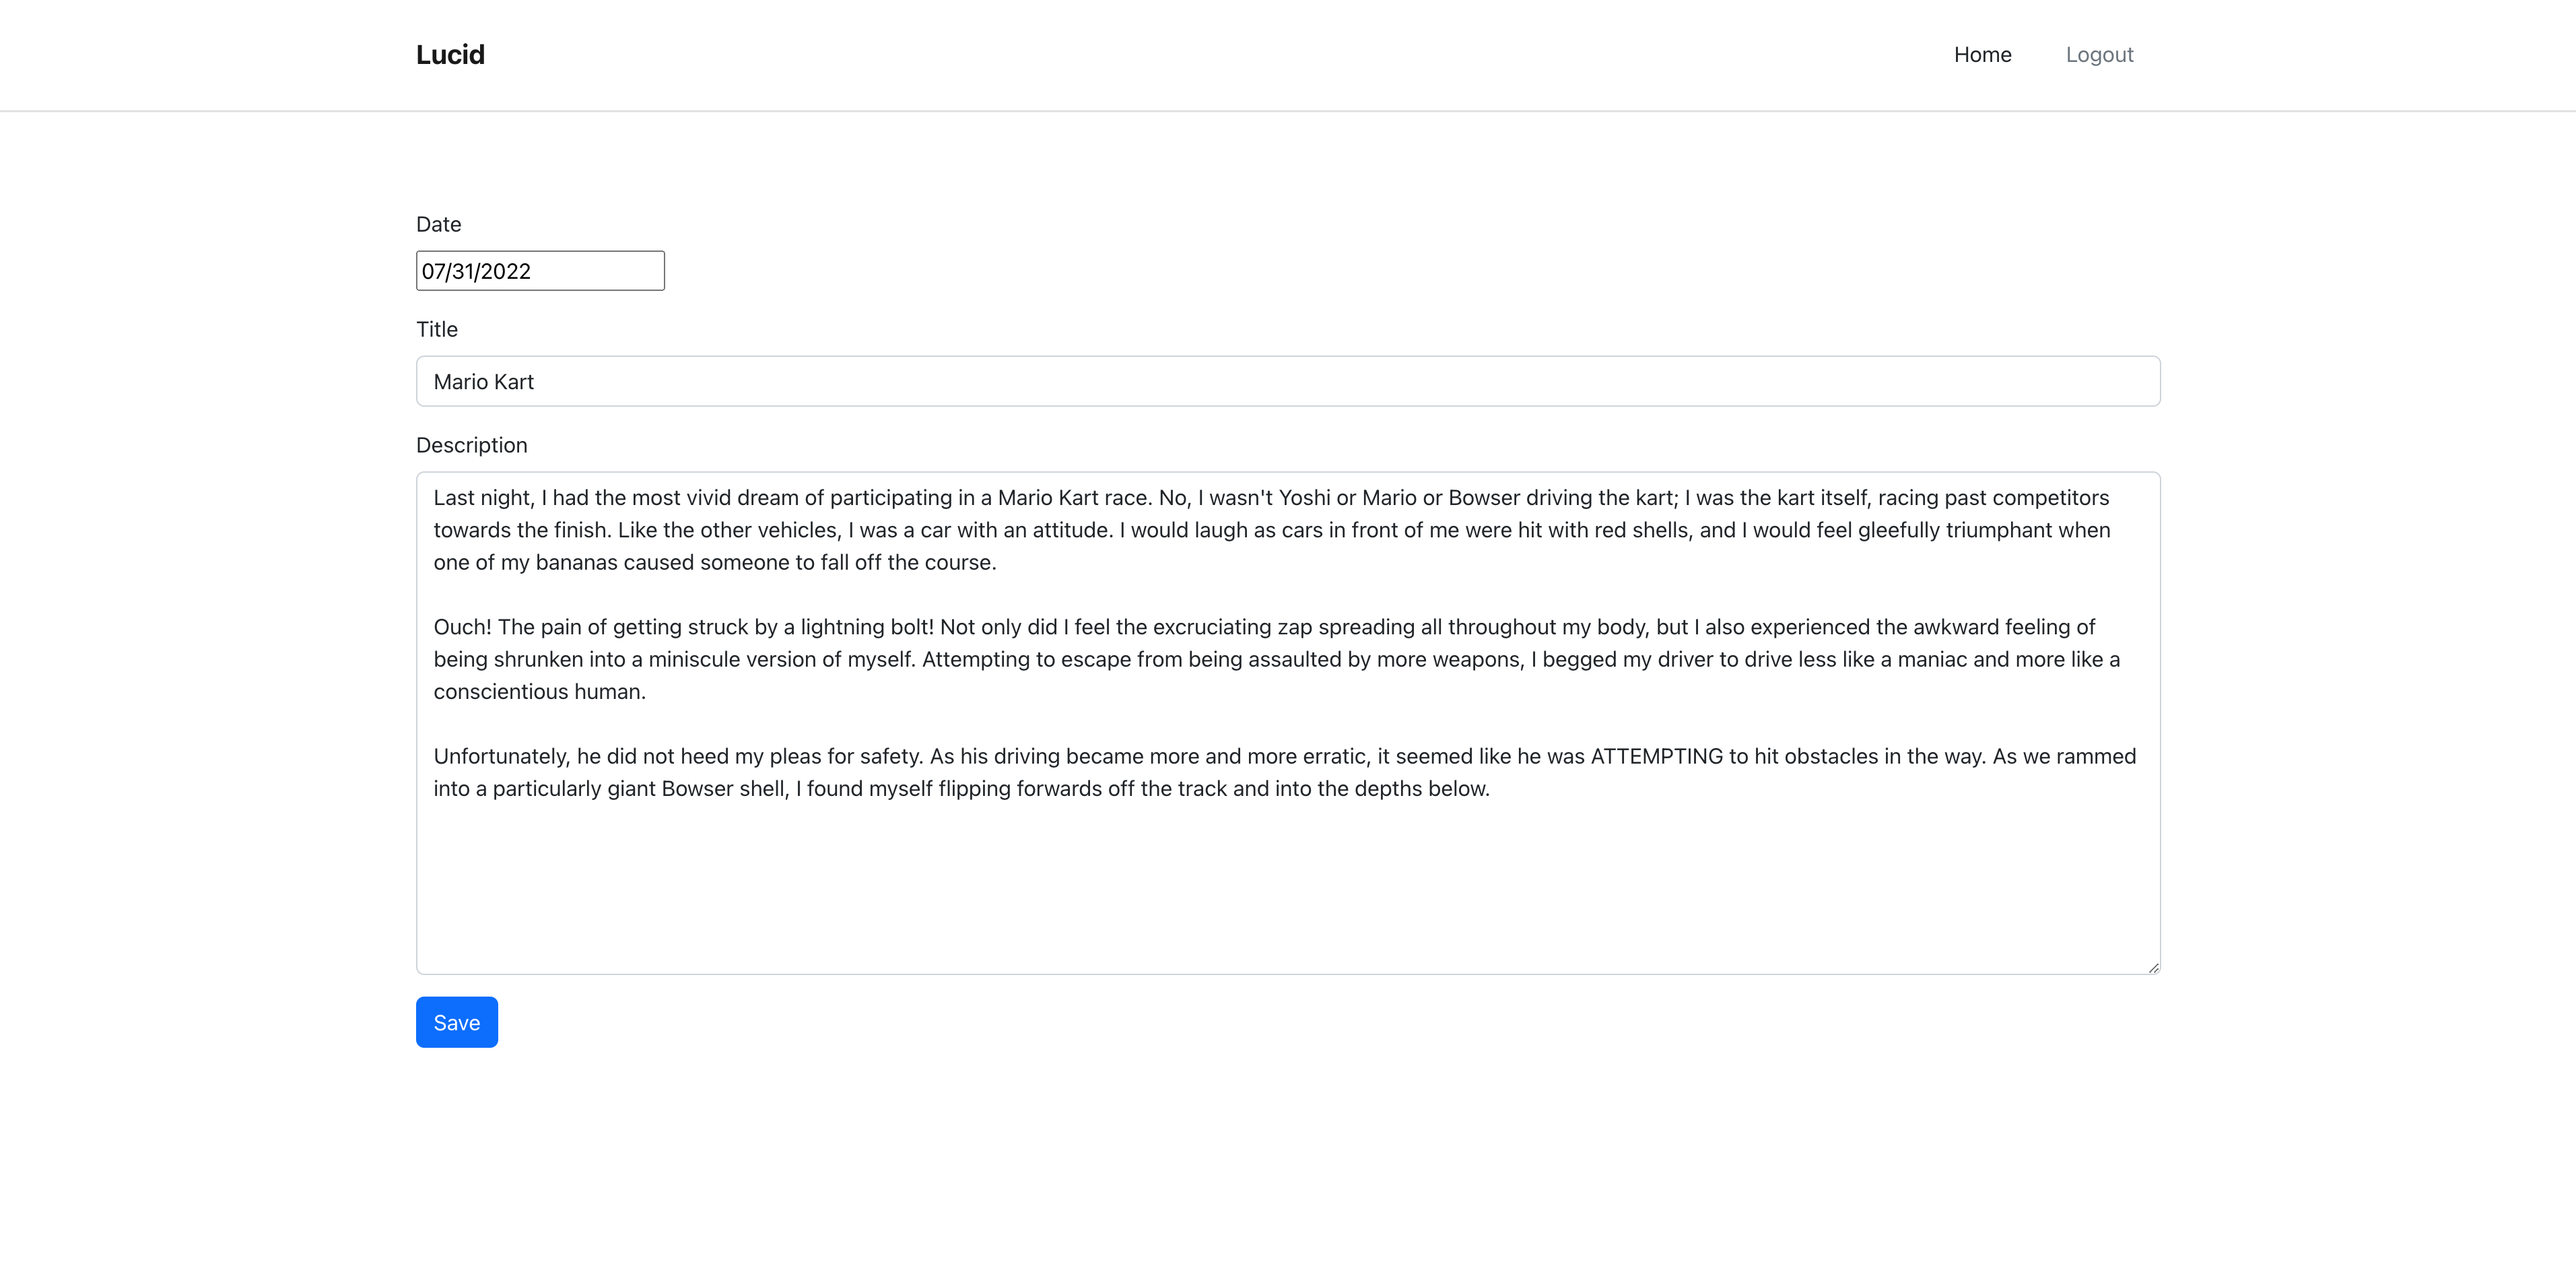 Lucid
Home
Logout
Date
07/31/2022
Title
Mario Kart
Description
Last night, I had the most vivid dream of participating in a Mario Kart race. No, I wasn't Yoshi or Mario or Bowser driving the kart; I was the kart itself, racing past competitors
towards the finish. Like the other vehicles, I was a car with an attitude. I would laugh as cars in front of me were hit with red shells, and I would feel gleefully triumphant when
one of my bananas caused someone to fall off the course.
Ouch! The pain of getting struck by a lightning bolt! Not only did I feel the excruciating zap spreading all throughout my body, but I also experienced the awkward feeling of
being shrunken into a miniscule version of myself. Attempting to escape from being assaulted by more weapons, I begged my driver to drive less like a maniac and more like a
conscientious human.
Unfortunately, he did not heed my pleas for safety. As his driving became more and more erratic, it seemed like he was ATTEMPTING to hit obstacles in the way. As we rammed
into a particularly giant Bowser shell, I found myself flipping forwards off the track and into the depths below.
Save